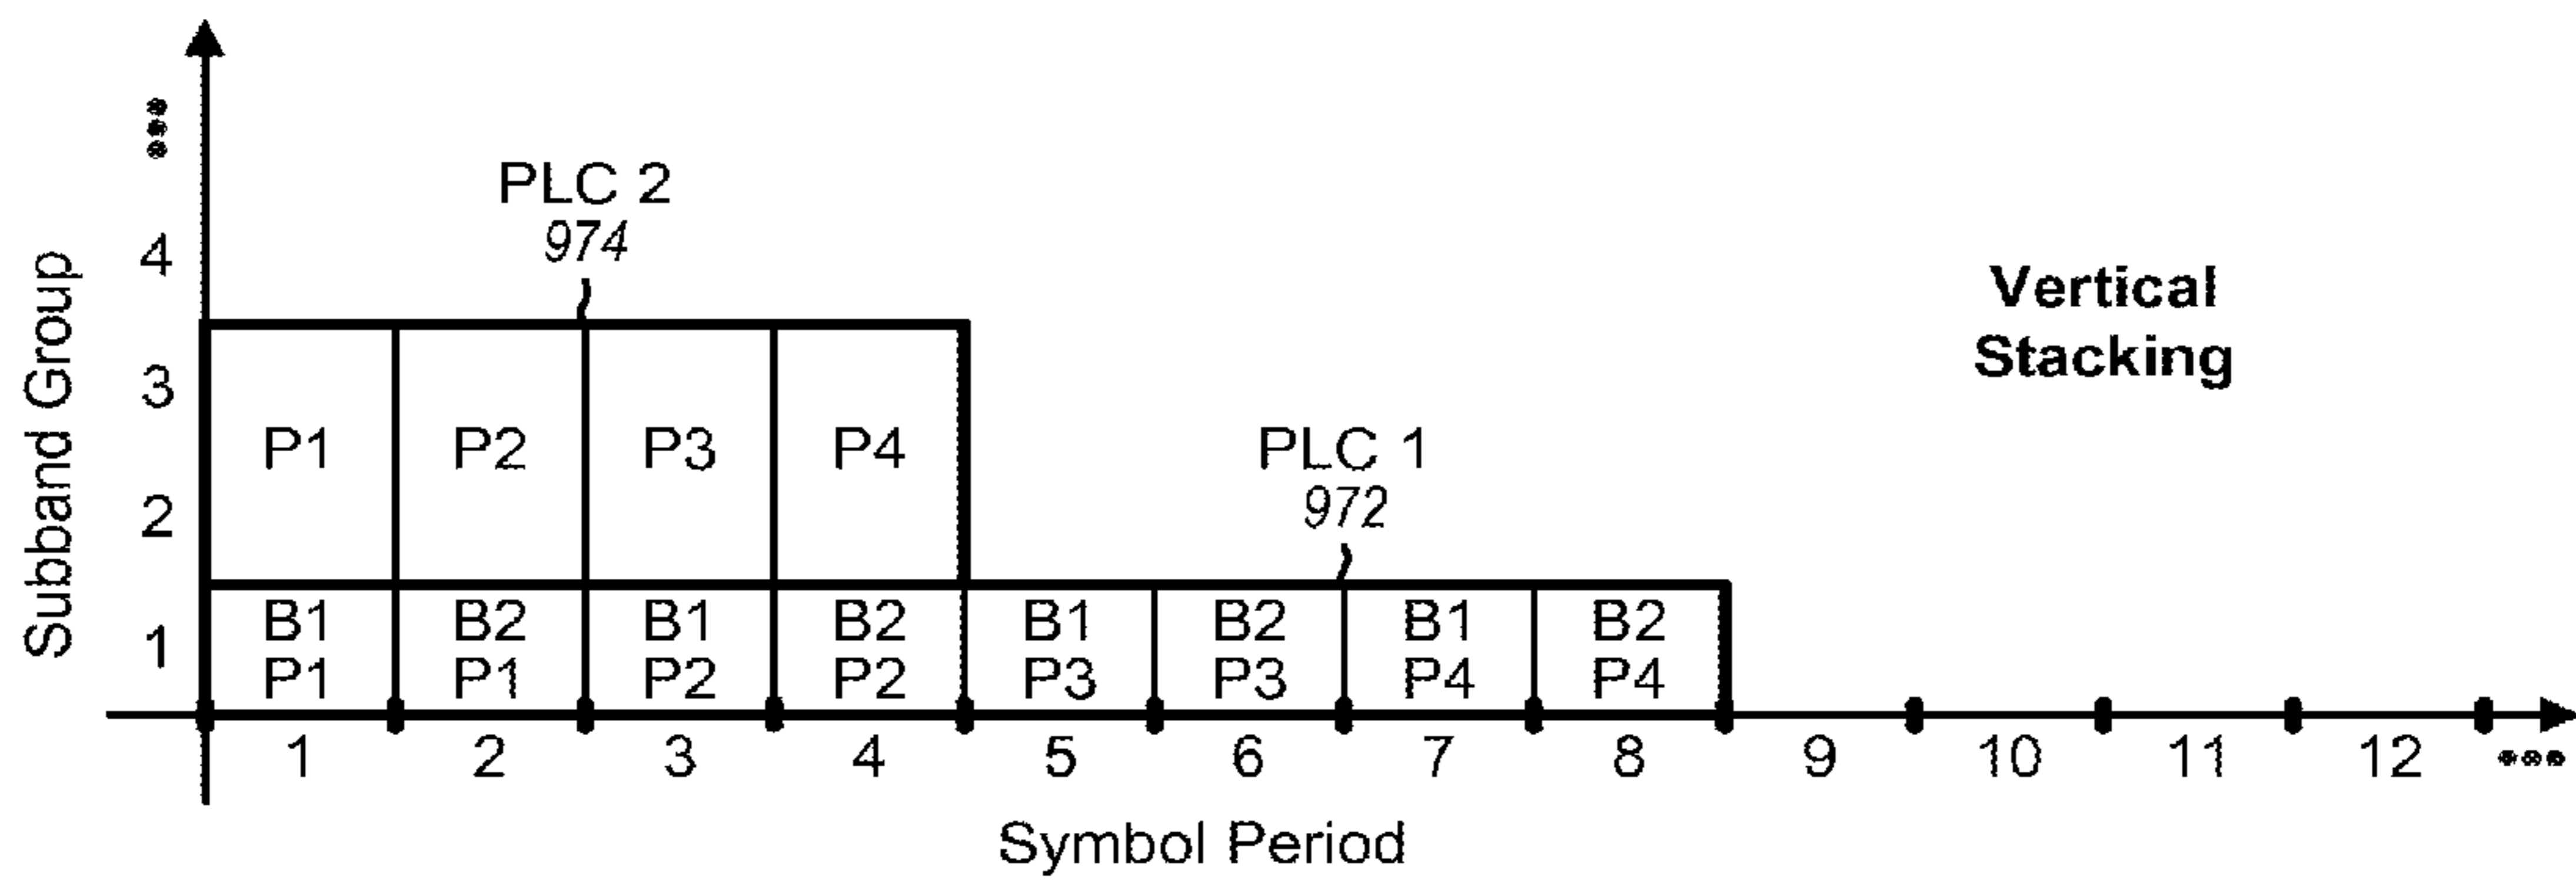 PLC 2
974
Vertical
Stacking
PLC 1
972
Subband Group
4
3
2
1
P1 P2 P3 P4
B1 B2 B1 B2 B1 B2 B1 B2
P1 P1 P2 P2 P3 P3 P4 P4
1 2 3 4 5 6 7 8 9 10 11 12
Symbol Period